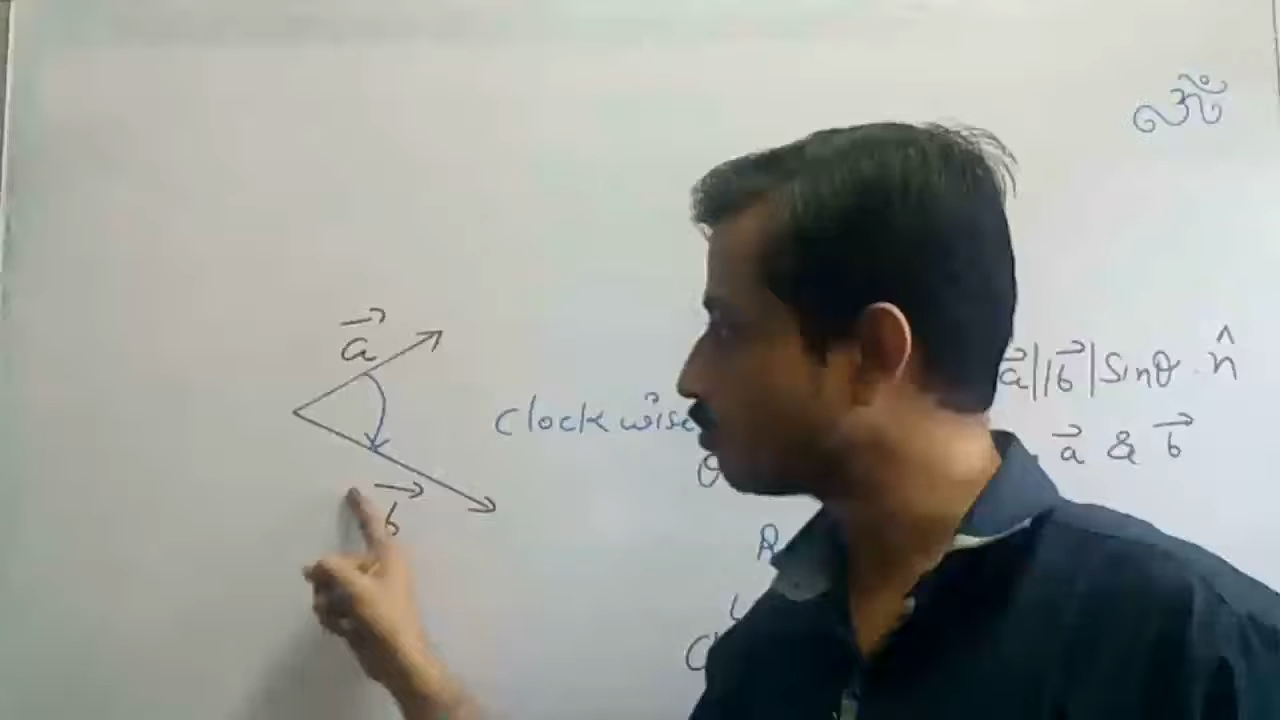 ॐ
a⃗
b⃗
Clockwise
a⃗||b⃗|Sinθ · n̂
θ
a⃗ & b⃗
R